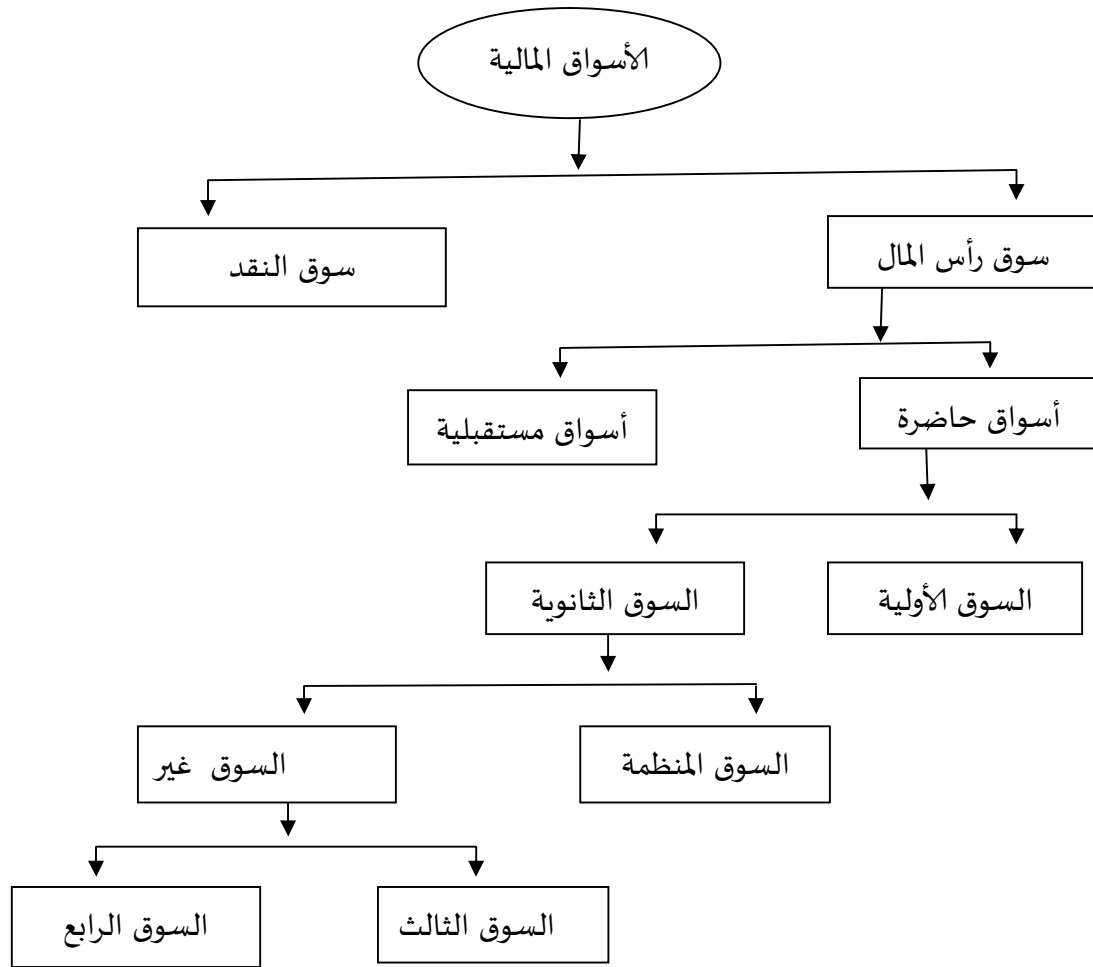 الأسواق المالية
سوق رأس المال
سوق النقد
أسواق حاضرة
أسواق مستقبلية
السوق الأولية
السوق الثانوية
السوق المنظمة
السوق غير
السوق الثالث
السوق الرابع